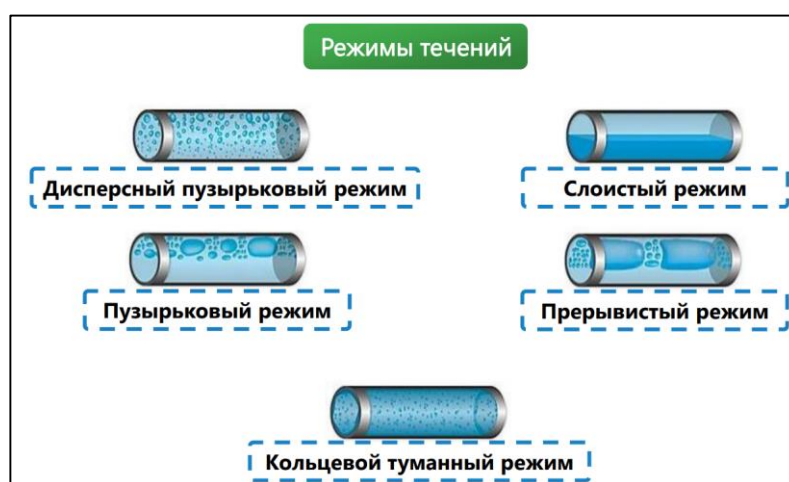 Режимы течений
Дисперсный пузырьковый режим
Слоистый режим
Пузырьковый режим
Прерывистый режим
Кольцевой туманный режим